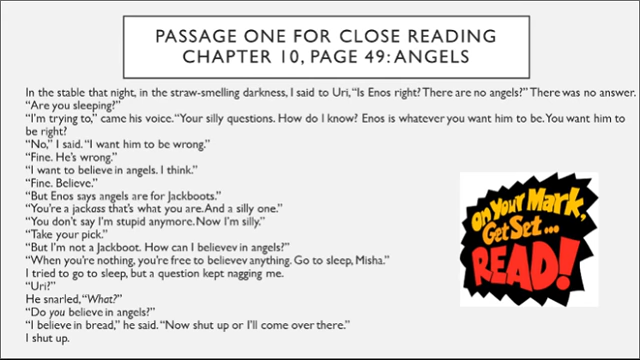 PASSAGE ONE FOR CLOSE READING
CHAPTER 10, PAGE 49: ANGELS
In the stable that night, in the straw-smelling darkness, I said to Uri, “Is Enos right? There are no angels?” There was no answer.
“Are you sleeping?”
“I’m trying to,” came his voice. “Your silly questions. How do I know? Enos is whatever you want him to be. You want him to
be right?
“No,” I said. “I want him to be wrong.”
“Fine. He’s wrong.”
“I want to believe in angels. I think.”
“Fine. Believe.”
“But Enos says angels are for Jackboots.”
“You’re a jackass that’s what you are. And a silly one.”
“You don’t say I’m stupid anymore. Now I’m silly.”
“Take your pick.”
“But I’m not a Jackboot. How can I believev in angels?”
“When you’re nothing, you’re free to believev anything. Go to sleep, Misha.”
I tried to go to sleep, but a question kept nagging me.
“Uri?”
He snarled, “What?”
“Do you believe in angels?”
“I believe in bread,” he said. “Now shut up or I’ll come over there.”
I shut up.
On Your Mark,
Get Set...
READ!